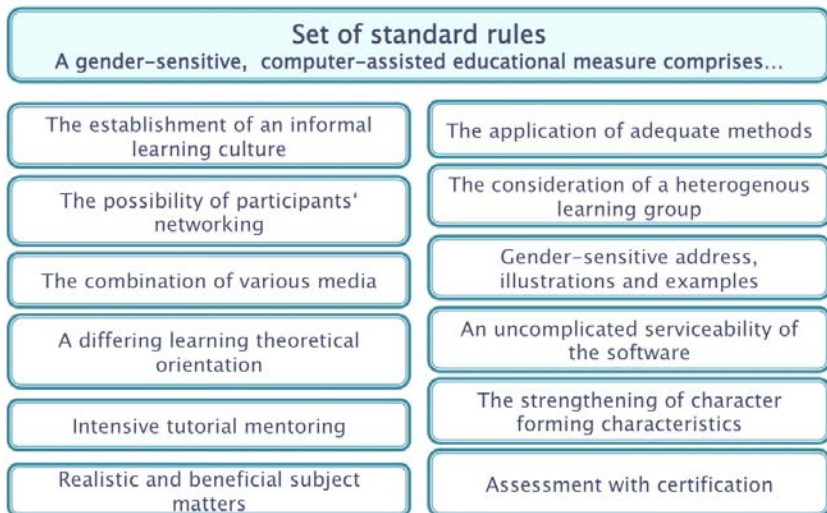 Set of standard rules
A gender-sensitive, computer-assisted educational measure comprises...
The establishment of an informal
learning culture
The possibility of participants‘
networking
The combination of various media
A differing learning theoretical
orientation
Intensive tutorial mentoring
Realistic and beneficial subject
matters
The application of adequate methods
The consideration of a heterogenous
learning group
Gender-sensitive address,
illustrations and examples
An uncomplicated serviceability of
the software
The strengthening of character
forming characteristics
Assessment with certification